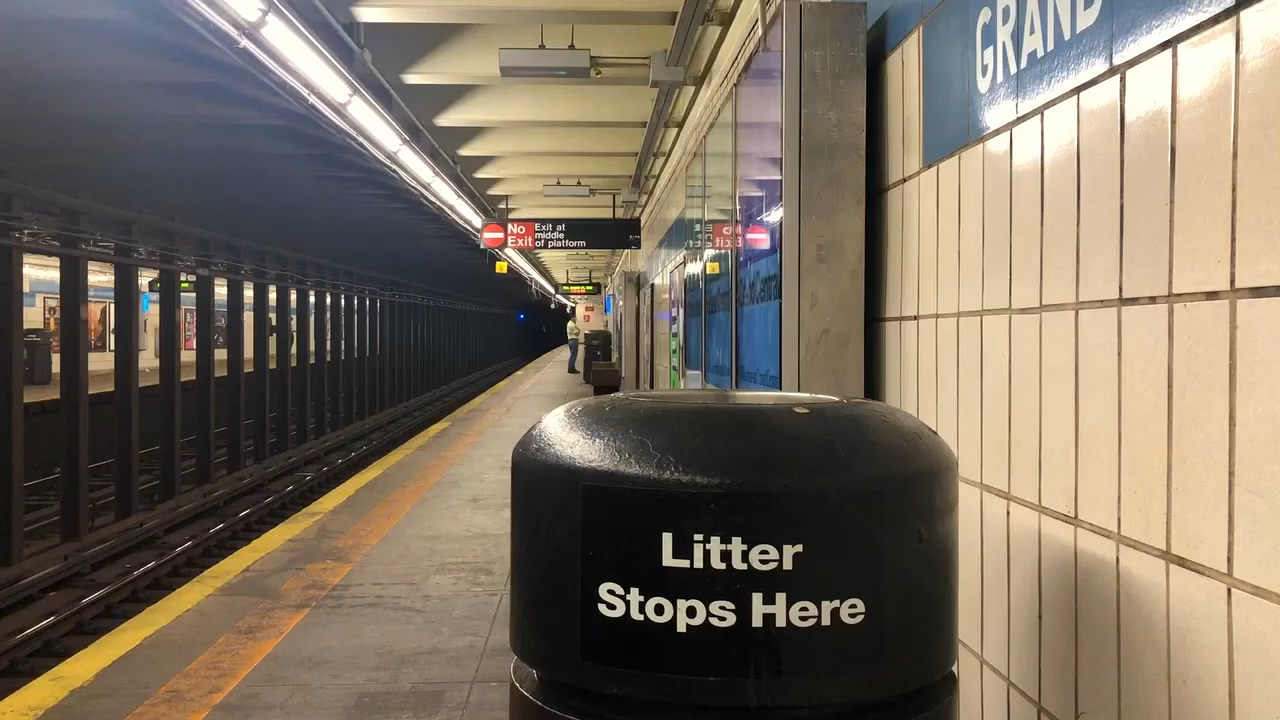 GRAND
No
Exit
Exit at
middle
of platform
Litter
Stops Here